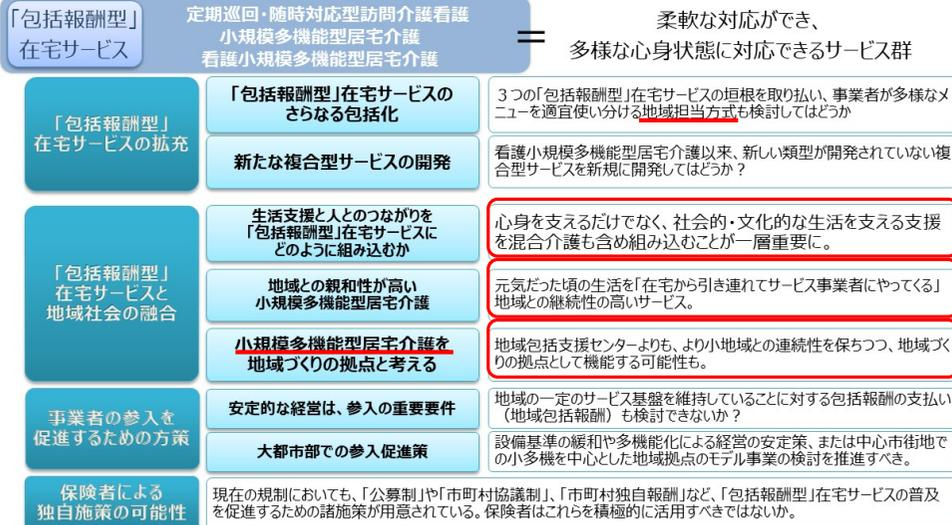 「包括報酬型」
在宅サービス
定期巡回・随時対応型訪問介護看護
小規模多機能型居宅介護
看護小規模多機能型居宅介護
=
柔軟な対応ができ、
多様な心身状態に対応できるサービス群
「包括報酬型」
在宅サービスの拡充
「包括報酬型」在宅サービスの
さらなる包括化
３つの「包括報酬型」在宅サービスの垣根を取り払い、事業者が多様なメ
ニューを適宜使い分ける地域担当方式も検討してはどうか
新たな複合型サービスの開発
看護小規模多機能型居宅介護以来、新しい類型が開発されていない複
合型サービスを新規に開発してはどうか？
「包括報酬型」
在宅サービスと
地域社会の融合
生活支援と人とのつながりを
「包括報酬型」在宅サービスに
どのように組み込むか
心身を支えるだけでなく、社会的・文化的な生活を支える支援
を混合介護も含め組み込むことが一層重要に。
地域との親和性が高い
小規模多機能型居宅介護
元気だった頃の生活を「在宅から引き連れてサービス事業者にやってくる」
地域との継続性の高いサービス。
小規模多機能型居宅介護を
地域づくりの拠点と考える
地域包括支援センターよりも、より小地域との連続性を保ちつつ、地域づく
りの拠点として機能する可能性も。
事業者の参入を
促進するための方策
安定的な経営は、参入の重要要件
地域の一定のサービス基盤を維持していることに対する包括報酬の支払い
（地域包括報酬）も検討できないか？
大都市部での参入促進策
設備基準の緩和や多機能化による経営の安定策、または中心市街地で
の小多機を中心とした地域拠点のモデル事業の検討を推進すべき。
保険者による
独自施策の可能性
現在の規制においても、「公募制」や「市町村協議制」、「市町村独自報酬」など、「包括報酬型」在宅サービスの普及
を促進するための諸施策が用意されている。保険者はこれらを積極的に活用すべきではないか。